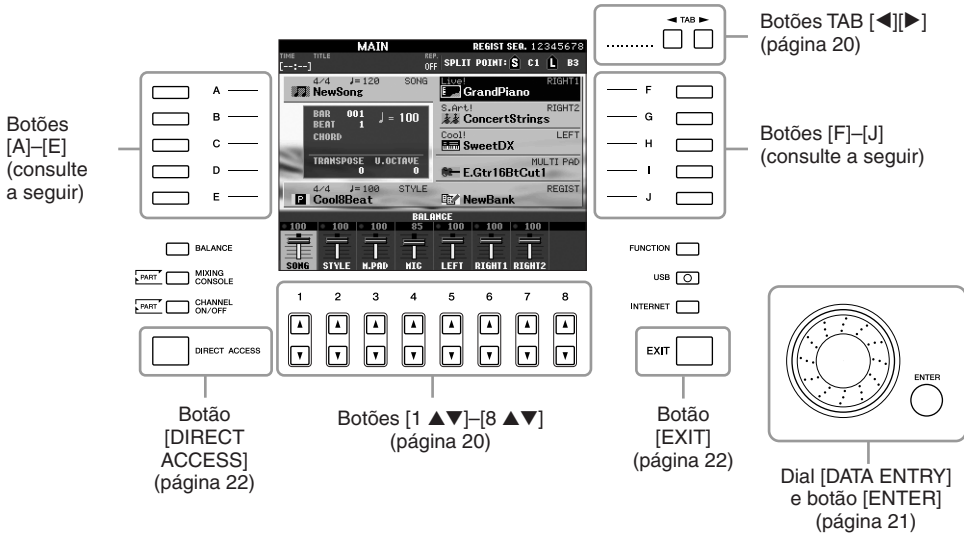 ◄ TAB ►
Botões TAB [◄][►]
(página 20)
MAIN
REGIST SEQ. 12345678
TIME TITLE REP.
[--:--] OFF SPLIT POINT: S C1 L B3
4/4 ♩=120 SONG
NewSong
Live! RIGHT1
GrandPiano
BAR 001 ♩ = 100
BEAT 1
CHORD
S.Art! RIGHT2
ConcertStrings
Cool! LEFT
SweetDX
TRANSPOSE U.OCTAVE
0 0
MULTI PAD
E.Gtr16BtCut1
4/4 ♩=100 STYLE
P Cool8Beat
REGIST
NewBank
BALANCE
100 100 100 85 100 100 100
SONG STYLE M.PAD MIC LEFT RIGHT1 RIGHT2
A
B
C
D
E
Botões
[A]–[E]
(consulte
a seguir)
F
G
H
I
J
Botões [F]–[J]
(consulte a seguir)
BALANCE
PART MIXING
CONSOLE
PART CHANNEL
ON/OFF
DIRECT ACCESS
1 2 3 4 5 6 7 8
▲ ▲ ▲ ▲ ▲ ▲ ▲ ▲
▼ ▼ ▼ ▼ ▼ ▼ ▼ ▼
FUNCTION
USB
INTERNET
EXIT
ENTER
Botão
[DIRECT
ACCESS]
(página 22)
Botões [1 ▲▼]–[8 ▲▼]
(página 20)
Botão
[EXIT]
(página 22)
Dial [DATA ENTRY]
e botão [ENTER]
(página 21)